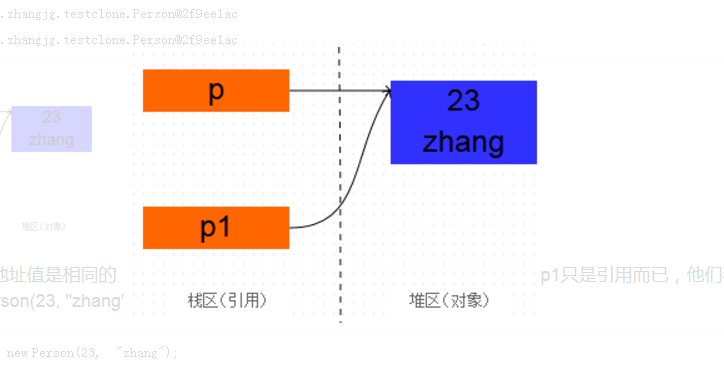 .zhangjg.testclone.Person@2f9ee1ac
.zhangjg.testclone.Person@2f9ee1ac
p
23
zhang
23
zhang
p1
堆区(对象)
地址值是相同的
p1只是引用而已，他们
rson(23, "zhang"
栈区(引用)
堆区(对象)
new Person(23, "zhang");